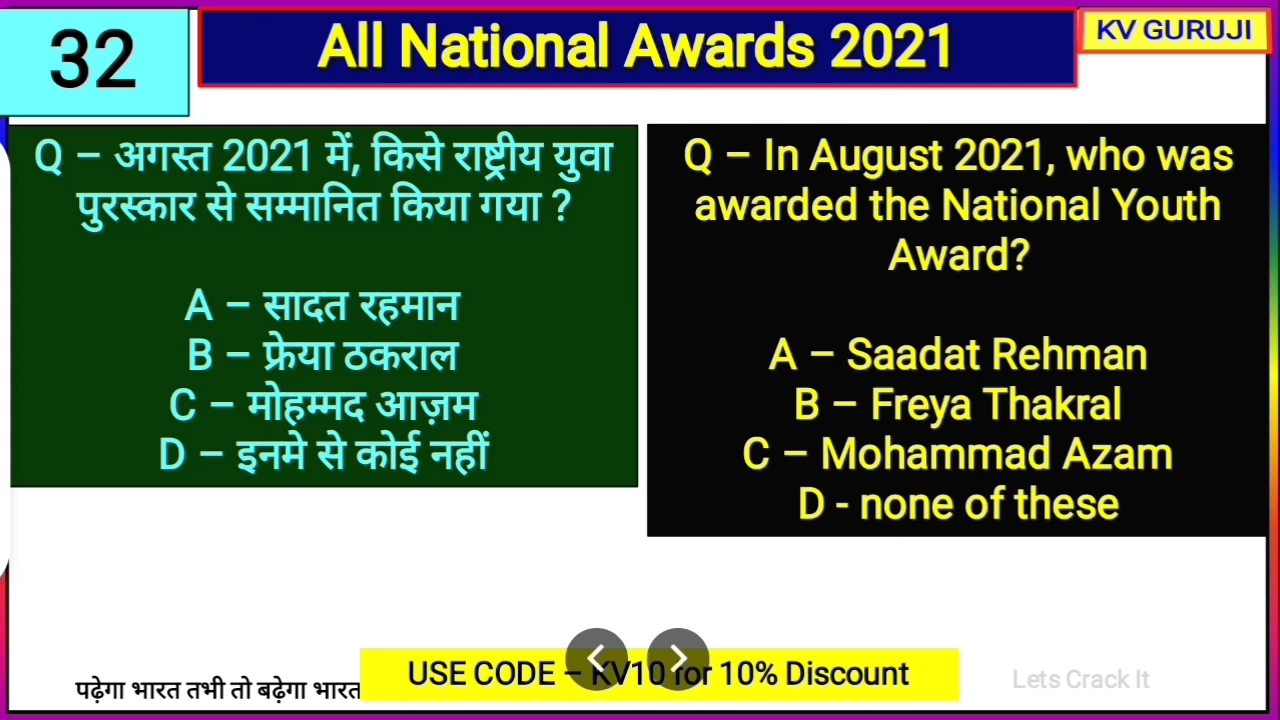 32
All National Awards 2021
KV GURUJI
Q – अगस्त 2021 में, किसे राष्ट्रीय युवा
पुरस्कार से सम्मानित किया गया ?
A – सादत रहमान
B – फ्रेया ठकराल
C – मोहम्मद आज़म
D – इनमे से कोई नहीं
Q – In August 2021, who was
awarded the National Youth
Award?
A – Saadat Rehman
B – Freya Thakral
C – Mohammad Azam
D - none of these
USE CODE – KV10 for 10% Discount
पढ़ेगा भारत तभी तो बढ़ेगा भारत
Lets Crack It